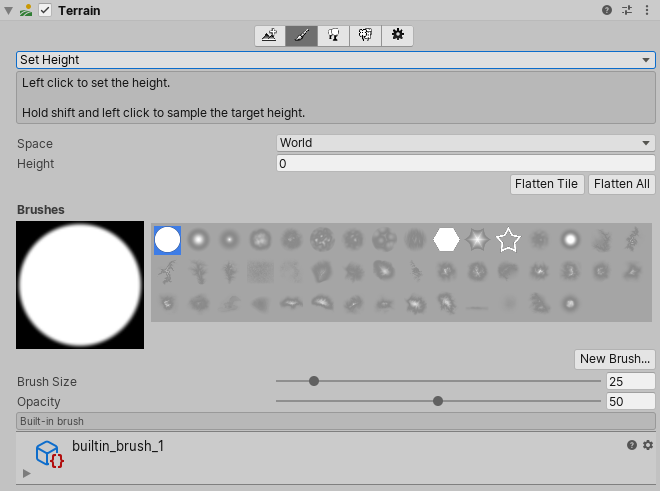 Terrain
Set Height
Left click to set the height.
Hold shift and left click to sample the target height.
Space World
Height 0
Flatten Tile Flatten All
Brushes
New Brush...
Brush Size 25
Opacity 50
Built-in brush
builtin_brush_1